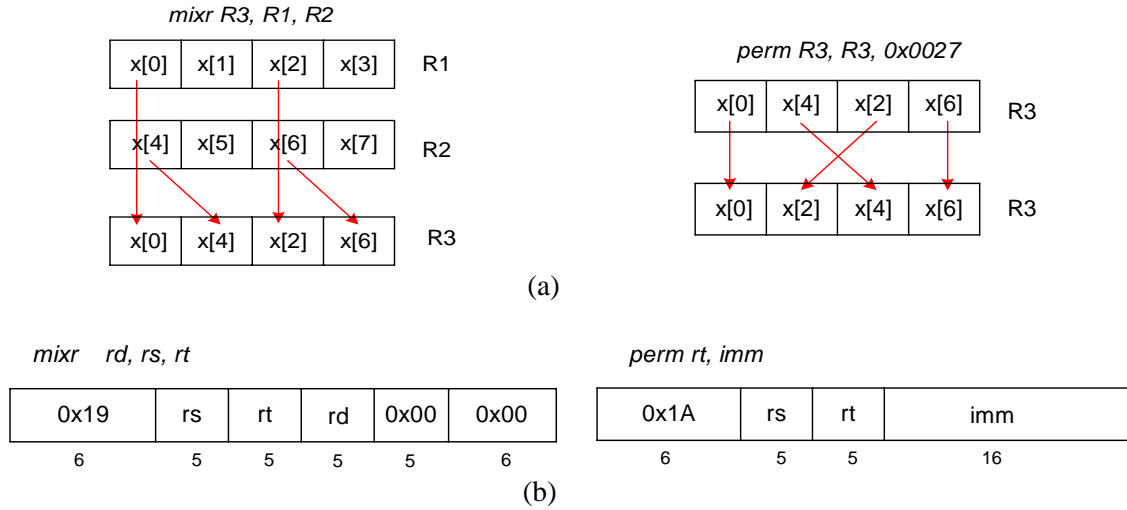 mixr R3, R1, R2
x[0] x[1] x[2] x[3] R1
x[4] x[5] x[6] x[7] R2
x[0] x[4] x[2] x[6] R3
perm R3, R3, 0x0027
x[0] x[4] x[2] x[6] R3
x[0] x[2] x[4] x[6] R3
(a)
mixr rd, rs, rt
0x19 rs rt rd 0x00 0x00
6 5 5 5 5 6
perm rt, imm
0x1A rs rt imm
6 5 5 16
(b)